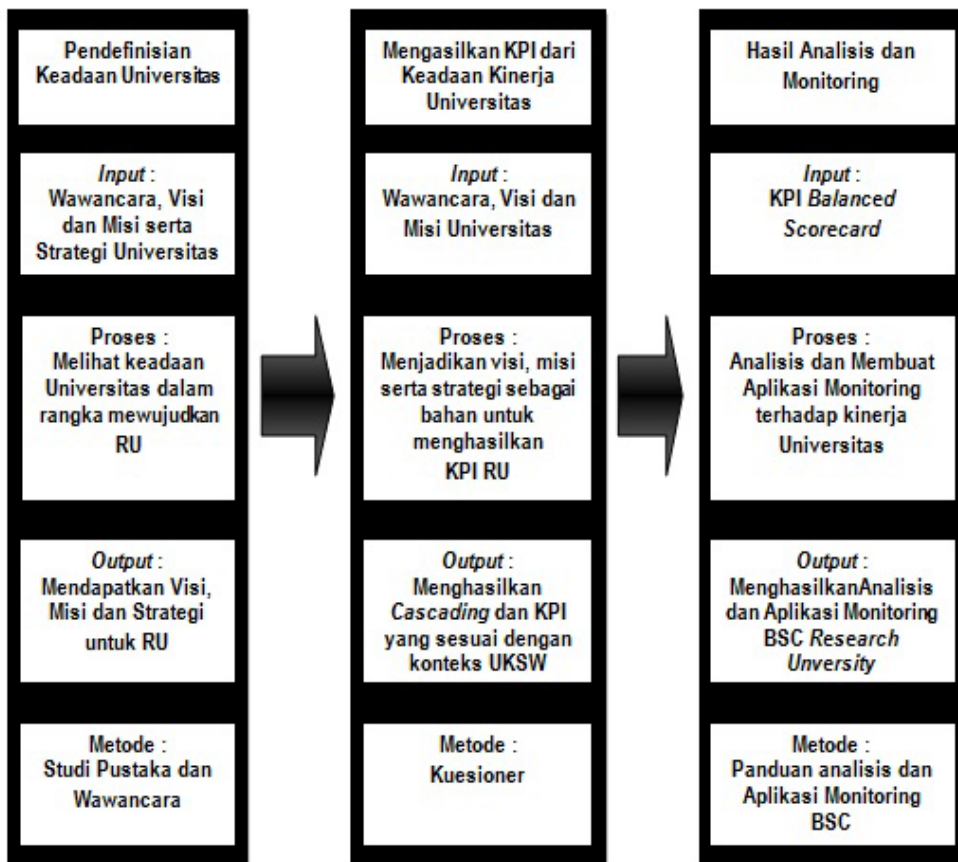 Pendefinisian
Keadaan Universitas
Input :
Wawancara, Visi
dan Misi serta
Strategi Universitas
Proses :
Melihat keadaan
Universitas dalam
rangka mewujudkan
RU
Output :
Mendapatkan Visi,
Misi dan Strategi
untuk RU
Metode :
Studi Pustaka dan
Wawancara
Mengasilkan KPI dari
Keadaan Kinerja
Universitas
Input :
Wawancara, Visi dan
Misi Universitas
Proses :
Menjadikan visi, misi
serta strategi sebagai
bahan untuk
menghasilkan
KPI RU
Output :
Menghasilkan
Cascading dan KPI
yang sesuai dengan
konteks UKSW
Metode :
Kuesioner
Hasil Analisis dan
Monitoring
Input :
KPI Balanced
Scorecard
Proses :
Analisis dan Membuat
Aplikasi Monitoring
terhadap kinerja
Universitas
Output :
MenghasilkanAnalisis
dan Aplikasi Monitoring
BSC Research
Unversity
Metode :
Panduan analisis dan
Aplikasi Monitoring
BSC